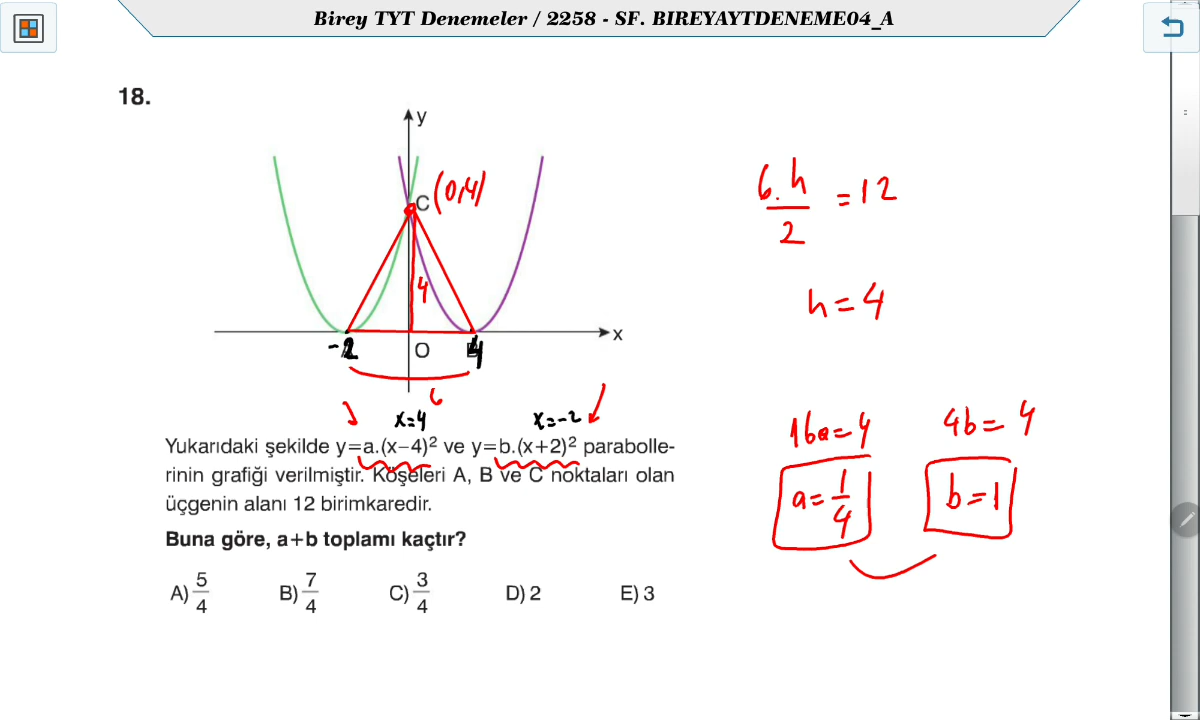 Birey TYT Denemeler / 2258 - SF. BIREYAYTDENEME04_A
18.
y
C (0,4)
4
x
-2 O 4
6
x=4 x=-2
Yukarıdaki şekilde y=a.(x−4)² ve y=b.(x+2)² parabolle-
rinin grafiği verilmiştir. Köşeleri A, B ve C noktaları olan
üçgenin alanı 12 birimkaredir.
Buna göre, a+b toplamı kaçtır?
A) 5/4 B) 7/4 C) 3/4 D) 2 E) 3
6.h/2 = 12
h=4
16a=4 4b=4
a=1/4 b=1